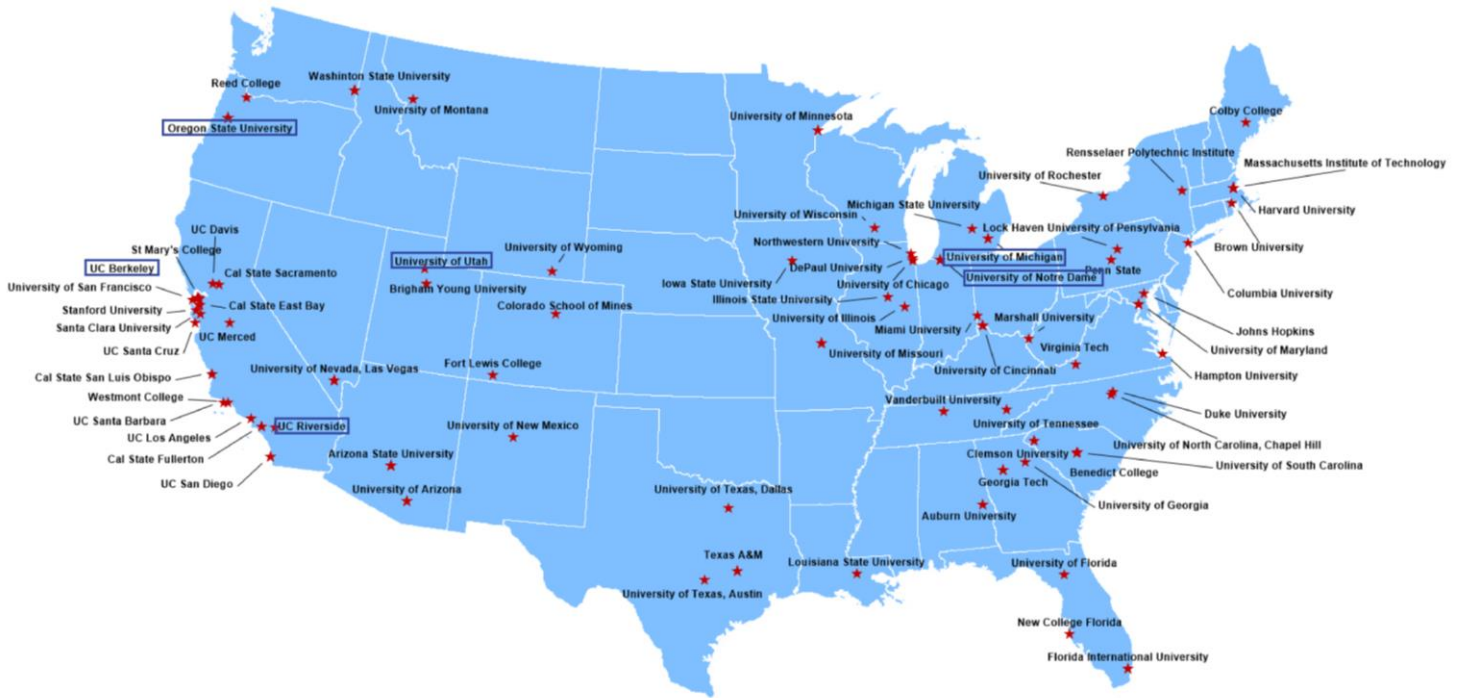 Washinton State University
Reed College
University of Montana
Oregon State University
University of Minnesota
Colby College
Rensselaer Polytechnic Institute
Massachusetts Institute of Technology
University of Rochester
Michigan State University
Harvard University
University of Wisconsin
Lock Haven University of Pensylvania
UC Davis
St Mary's College
Northwestern University
University of Wyoming
Brown University
University of Utah
University of Michigan
UC Berkeley
DePaul University
Penn State
Cal State Sacramento
University of Notre Dame
Iowa State University
University of Chicago
University of San Francisco
Brigham Young University
Columbia University
Illinois State University
Colorado School of Mines
Cal State East Bay
Stanford University
University of Illinois
Marshall University
Santa Clara University
Miami University
Johns Hopkins
UC Merced
Virginia Tech
University of Maryland
UC Santa Cruz
University of Missouri
Fort Lewis College
University of Nevada, Las Vegas
University of Cincinnati
Hampton University
Cal State San Luis Obispo
Westmont College
Vanderbuilt University
Duke University
UC Santa Barbara
University of Tennessee
UC Riverside
University of New Mexico
UC Los Angeles
University of North Carolina, Chapel Hill
Arizona State University
Clemson University
Cal State Fullerton
University of South Carolina
Benedict College
UC San Diego
Georgia Tech
University of Arizona
University of Texas, Dallas
University of Georgia
Auburn University
Texas A&M
Louisiana State University
University of Florida
University of Texas, Austin
New College Florida
Florida International University